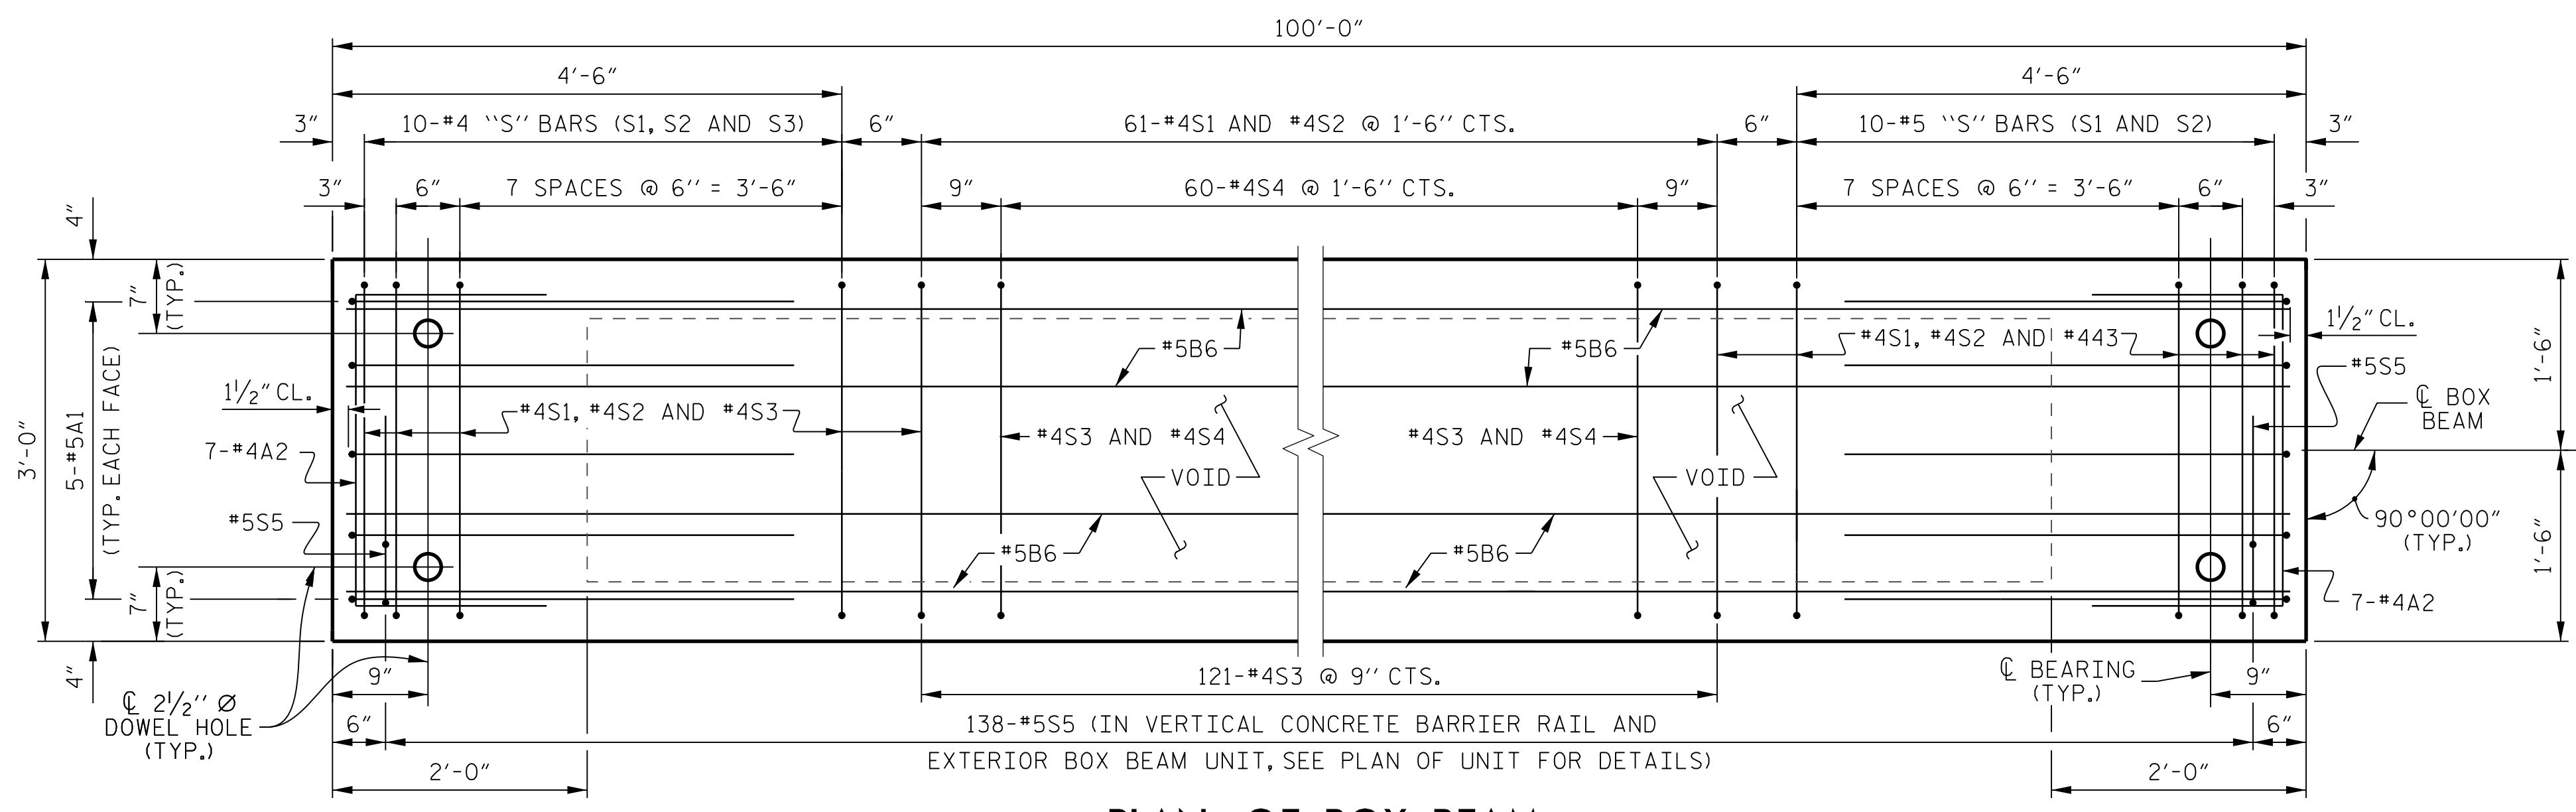 100'-0"
4'-6"
4'-6"
3"
10-#4 "S" BARS (S1, S2 AND S3)
6"
61-#4S1 AND #4S2 @ 1'-6" CTS.
6"
10-#5 "S" BARS (S1 AND S2)
3"
3"
6"
7 SPACES @ 6" = 3'-6"
9"
60-#4S4 @ 1'-6" CTS.
9"
7 SPACES @ 6" = 3'-6"
6"
3"
4"
7"
(TYP.)
3'-0"
5-#5A1
(TYP. EACH FACE)
1½" CL.
7-#4A2
#5S5
7"
(TYP.)
4"
#5B6
#5B6
#4S1, #4S2 AND #443
1½" CL.
#5S5
℄ BOX
BEAM
1'-6"
#4S1, #4S2 AND #4S3
#4S3 AND #4S4
#4S3 AND #4S4
VOID
VOID
90°00'00"
(TYP.)
1'-6"
#5B6
#5B6
7-#4A2
℄ 2½" Ø
DOWEL HOLE
(TYP.)
9"
121-#4S3 @ 9" CTS.
℄ BEARING
(TYP.)
9"
6"
138-#5S5 (IN VERTICAL CONCRETE BARRIER RAIL AND
EXTERIOR BOX BEAM UNIT, SEE PLAN OF UNIT FOR DETAILS)
6"
2'-0"
2'-0"
PLAN OF BOX BEAM